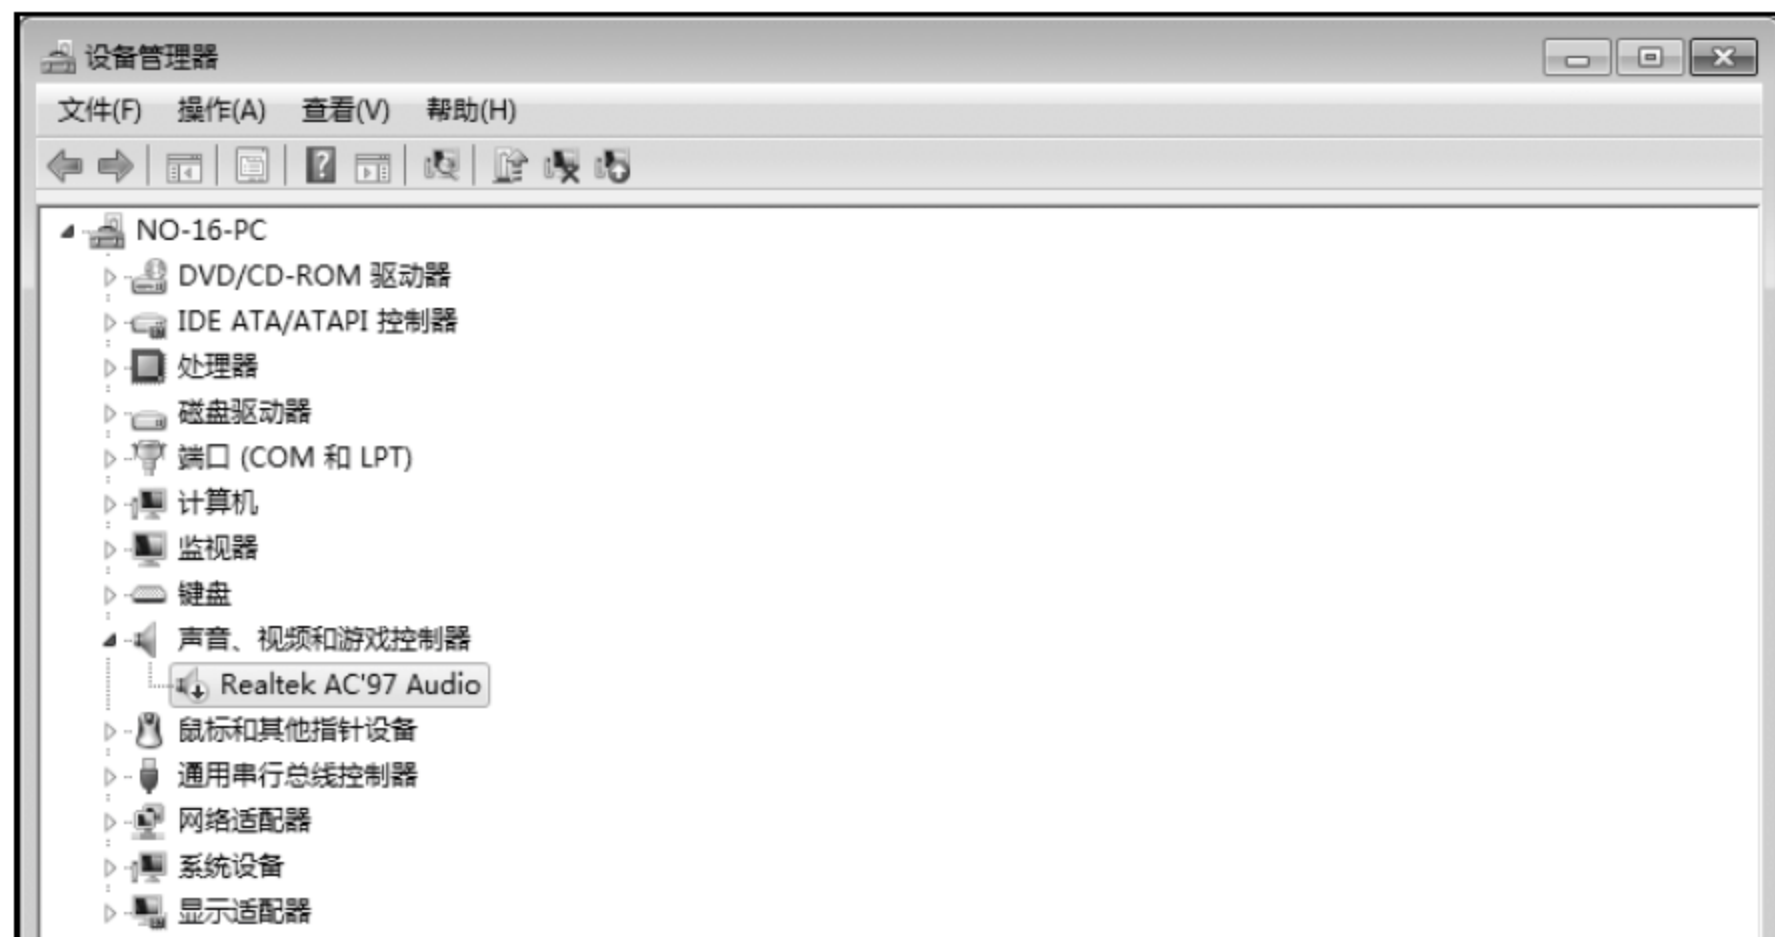 设备管理器
文件(F) 操作(A) 查看(V) 帮助(H)
NO-16-PC
DVD/CD-ROM 驱动器
IDE ATA/ATAPI 控制器
处理器
磁盘驱动器
端口 (COM 和 LPT)
计算机
监视器
键盘
声音、视频和游戏控制器
Realtek AC'97 Audio
鼠标和其他指针设备
通用串行总线控制器
网络适配器
系统设备
显示适配器